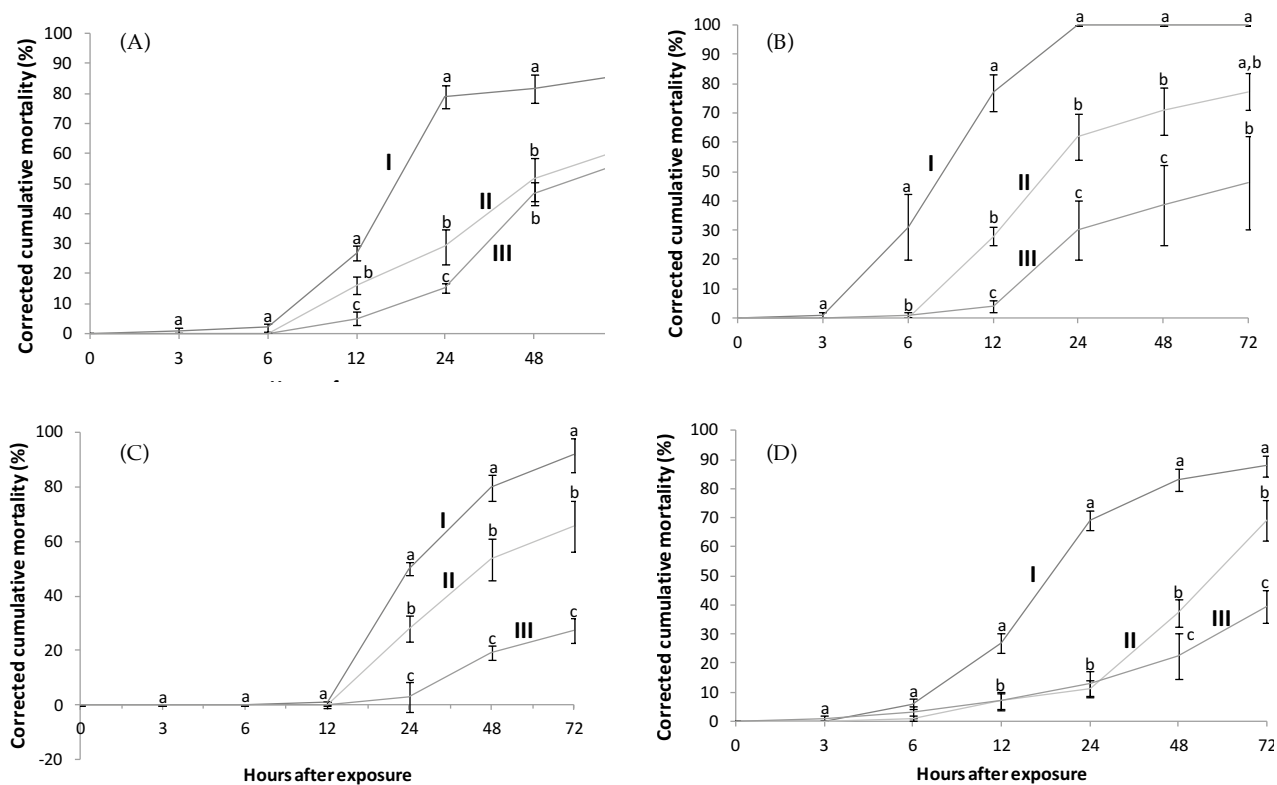 (A)
Corrected cumulative mortality (%)
100
90
80
70
60
50
40
30
20
10
0
0 3 6 12 24 48
a a a a a
b b b
c c b
I
II
III
(B)
Corrected cumulative mortality (%)
100
90
80
70
60
50
40
30
20
10
0
0 3 6 12 24 48 72
a a a a a a
b b b b a,b
c c c b
I
II
III
(C)
Corrected cumulative mortality (%)
100
80
60
40
20
0
-20
0 3 6 12 24 48 72
a a a a a a
b b b
c c c
I
II
III
Hours after exposure
(D)
Corrected cumulative mortality (%)
100
90
80
70
60
50
40
30
20
10
0
0 3 6 12 24 48 72
a a a a a a
b b b b
c c
I
II
III
Hours after exposure